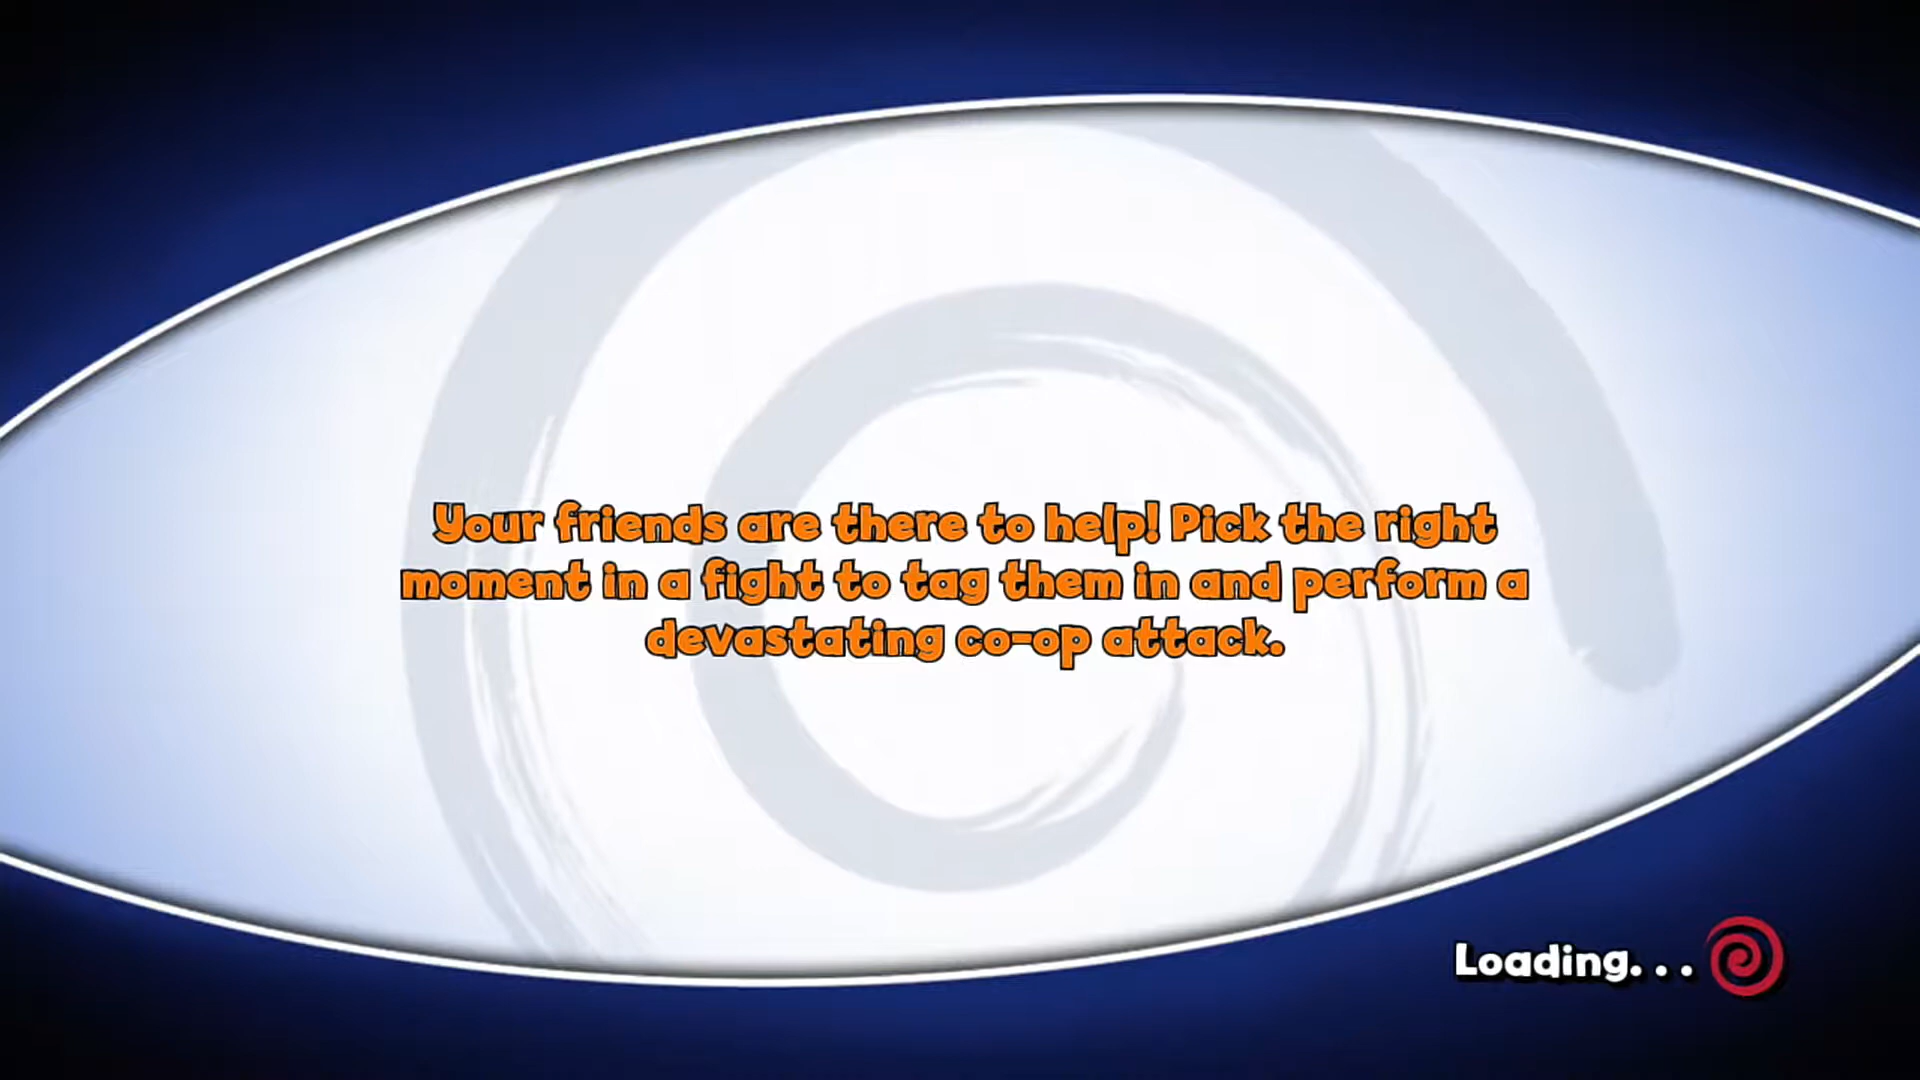 Your friends are there to help! Pick the right
moment in a fight to tag them in and perform a
devastating co-op attack.
Loading...